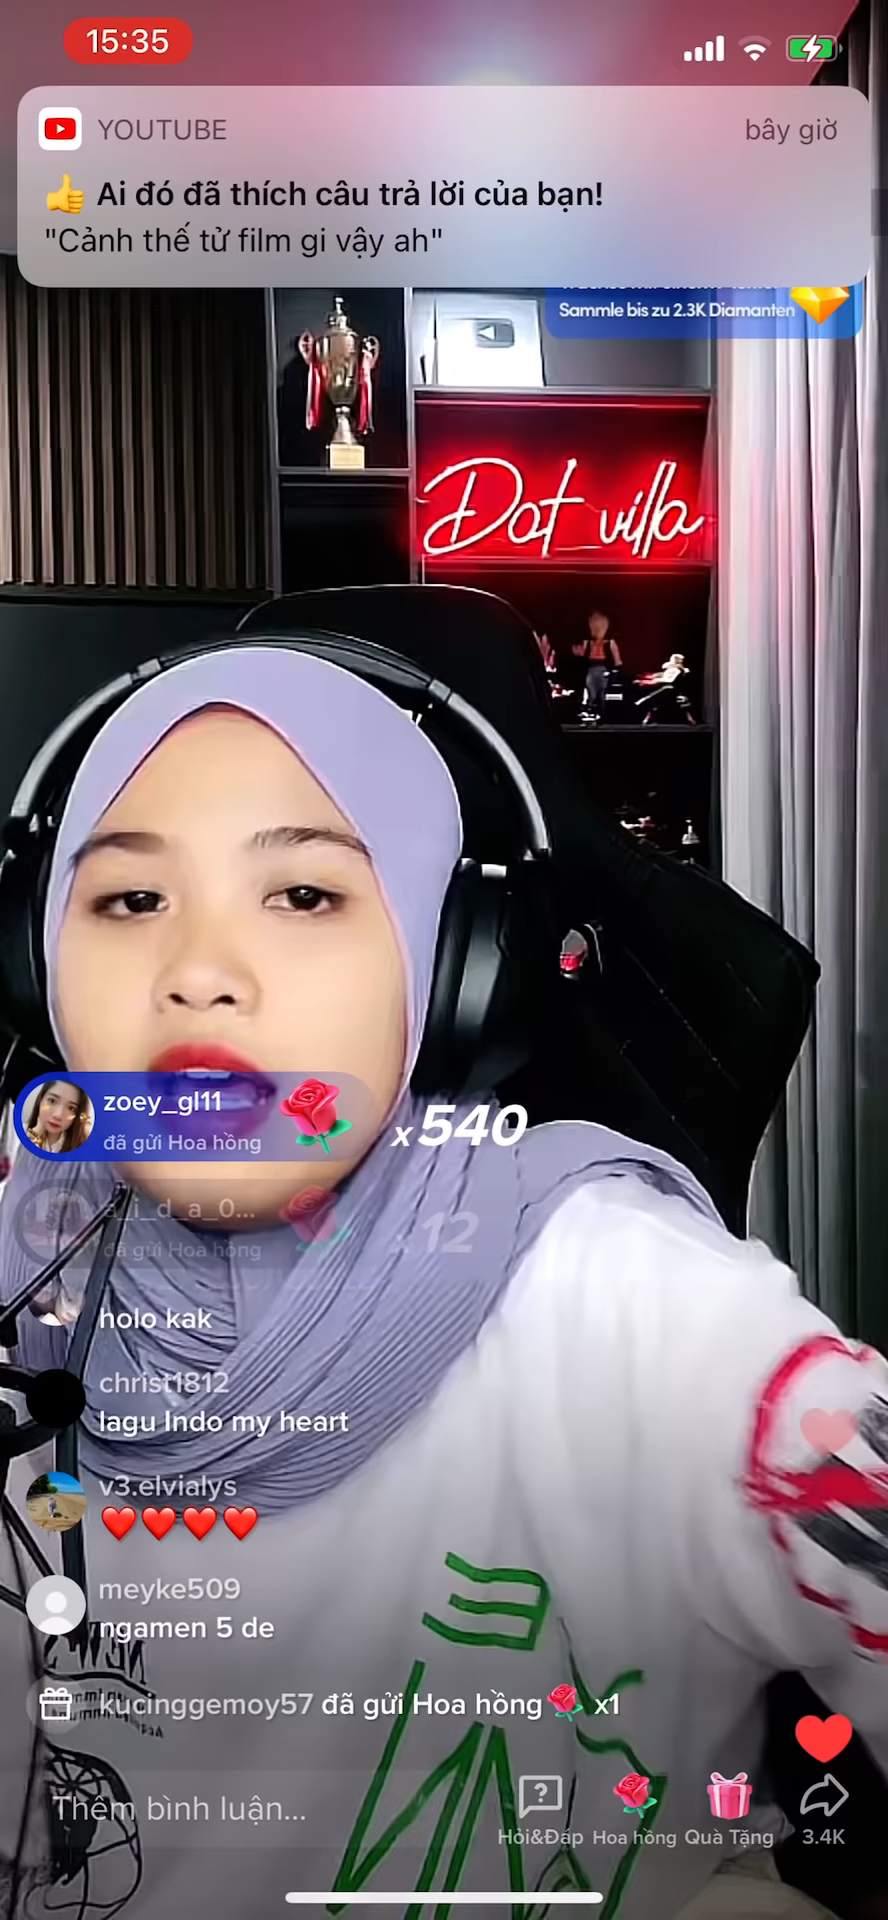 15:35
YOUTUBE
bây giờ
👍 Ai đó đã thích câu trả lời của bạn!
"Cảnh thế tử film gi vậy ah"
Sammle bis zu 2.3K Diamanten
Dat villa
zoey_gl11
đã gửi Hoa hồng
x540
a_i_d_a_0...
đã gửi Hoa hồng
x12
holo kak
christ1812
lagu Indo my heart
v3.elvialys
❤️❤️❤️❤️
meyke509
ngamen 5 de
kucinggemoy57 đã gửi Hoa hồng🌹 x1
Thêm bình luận...
Hỏi&Đáp
Hoa hồng
Quà Tặng
3.4K